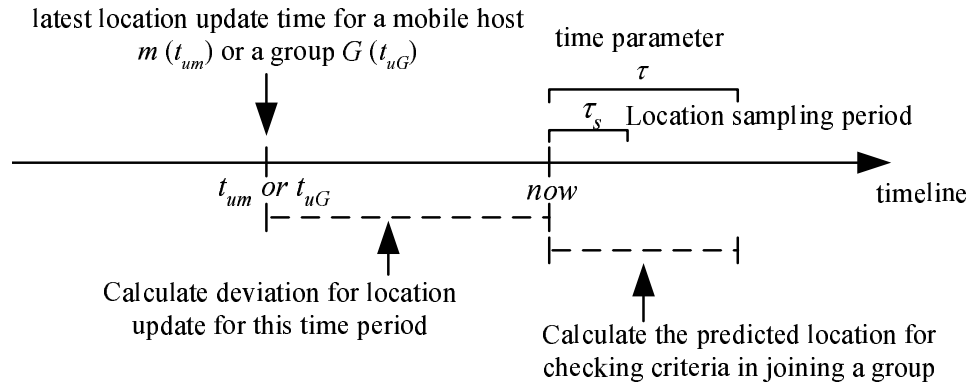 latest location update time for a mobile host
m (t_um) or a group G (t_uG)
time parameter
τ
τ_s Location sampling period
t_um or t_uG
now
timeline
Calculate deviation for location
update for this time period
Calculate the predicted location for
checking criteria in joining a group